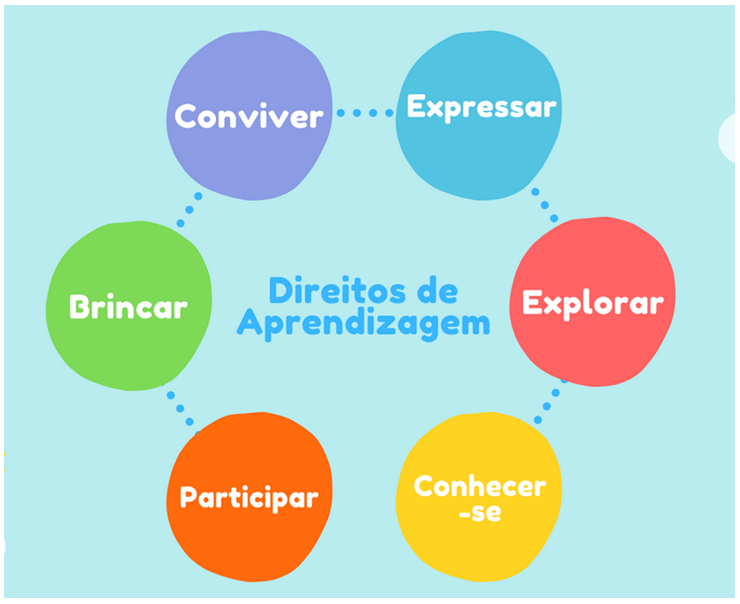 Conviver
Expressar
Brincar
Direitos de
Aprendizagem
Explorar
Participar
Conhecer
-se